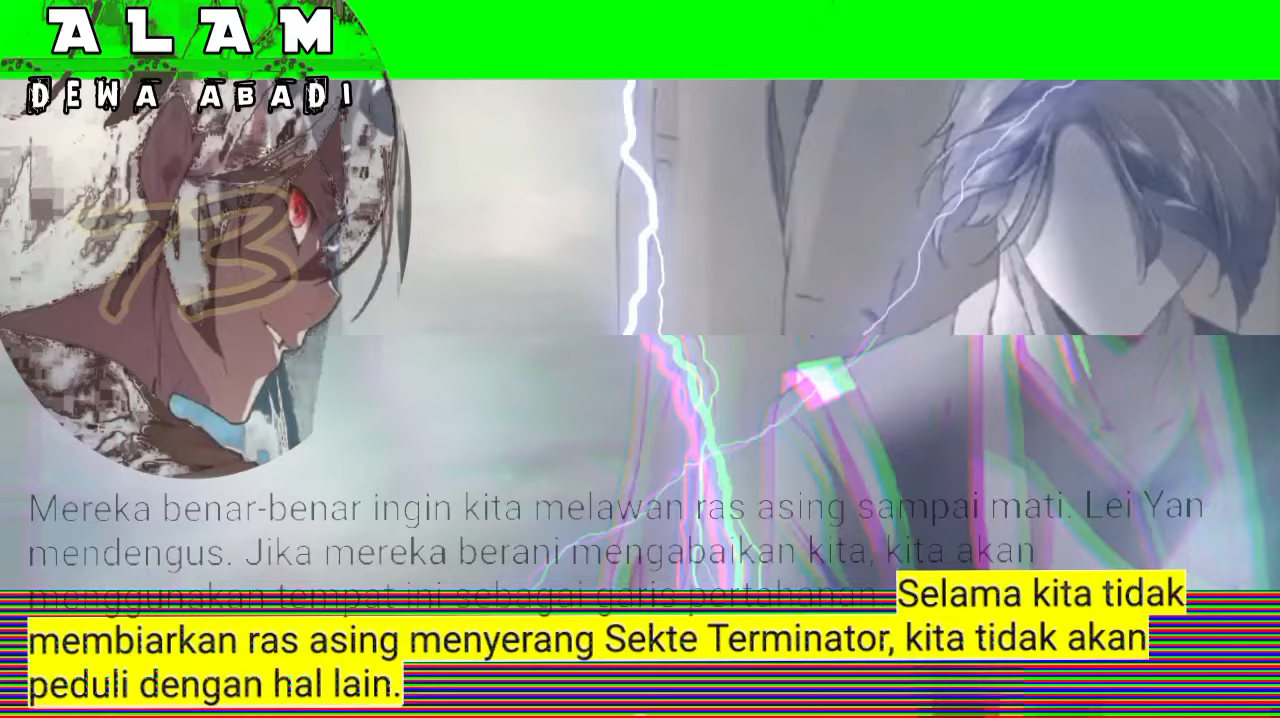 ALAM
DEWA ABADI
7B
Mereka benar-benar ingin kita melawan ras asing sampai mati. Lei Yan
mendengus. Jika mereka berani mengabaikan kita, kita akan
menggunakan tempat ini sebagai garis pertahanan. Selama kita tidak
membiarkan ras asing menyerang Sekte Terminator, kita tidak akan
peduli dengan hal lain.